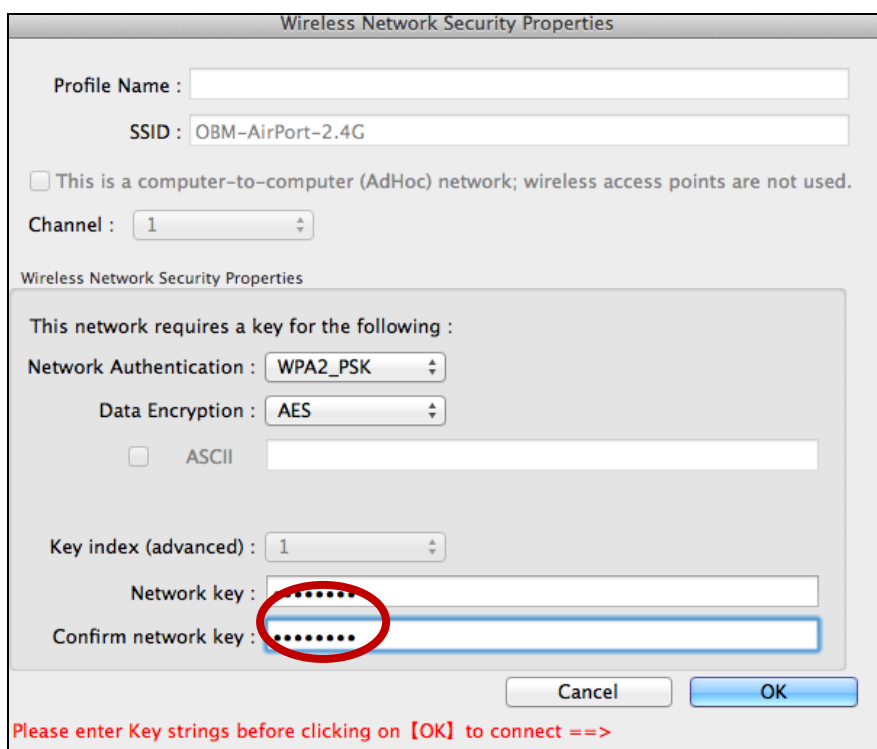 Wireless Network Security Properties
Profile Name :
SSID : OBM-AirPort-2.4G
This is a computer-to-computer (AdHoc) network; wireless access points are not used.
Channel : 1
Wireless Network Security Properties
This network requires a key for the following :
Network Authentication : WPA2_PSK
Data Encryption : AES
ASCII
Key index (advanced) : 1
Network key : ••••••••
Confirm network key : ••••••••
Cancel OK
Please enter Key strings before clicking on【OK】to connect ==>